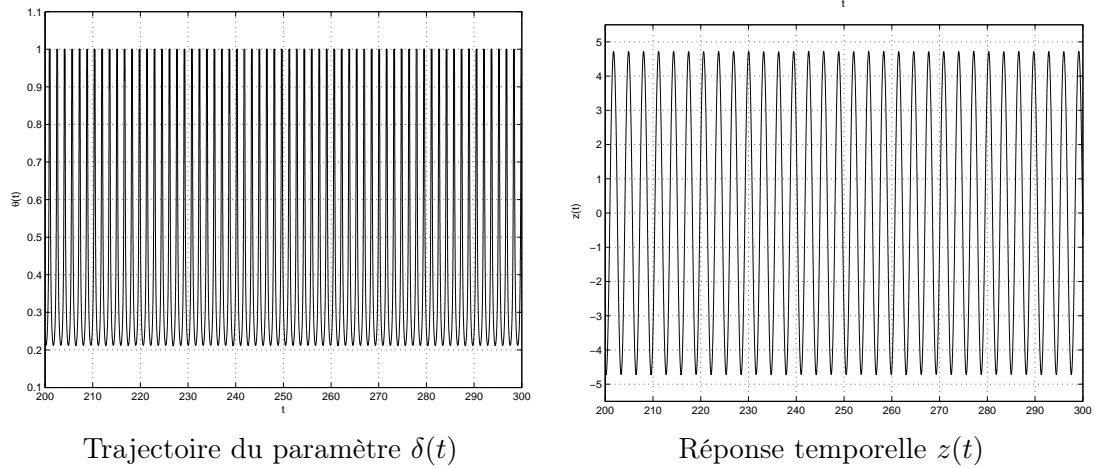 1.1
1
0.9
0.8
0.7
0.6
0.5
0.4
0.3
0.2
0.1
θ(t)
200 210 220 230 240 250 260 270 280 290 300
t
Trajectoire du paramètre δ(t)
t
5
4
3
2
1
0
−1
−2
−3
−4
−5
z(t)
200 210 220 230 240 250 260 270 280 290 300
Réponse temporelle z(t)